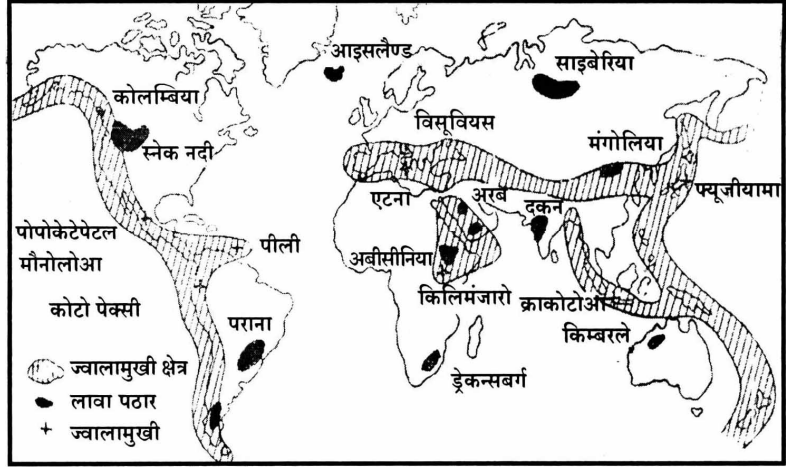 आइसलैण्ड
साइबेरिया
कोलम्बिया
स्नेक नदी
विसूवियस
मंगोलिया
एटना
अरब
दकन
फ्यूजीयामा
पोपोकेटेपेटल
मौनोलोआ
पीली
अबीसीनिया
किलिमंजारो
क्राकोटोआ
कोटो पेक्सी
पराना
किम्बरले
ड्रेकन्सबर्ग
ज्वालामुखी क्षेत्र
लावा पठार
ज्वालामुखी